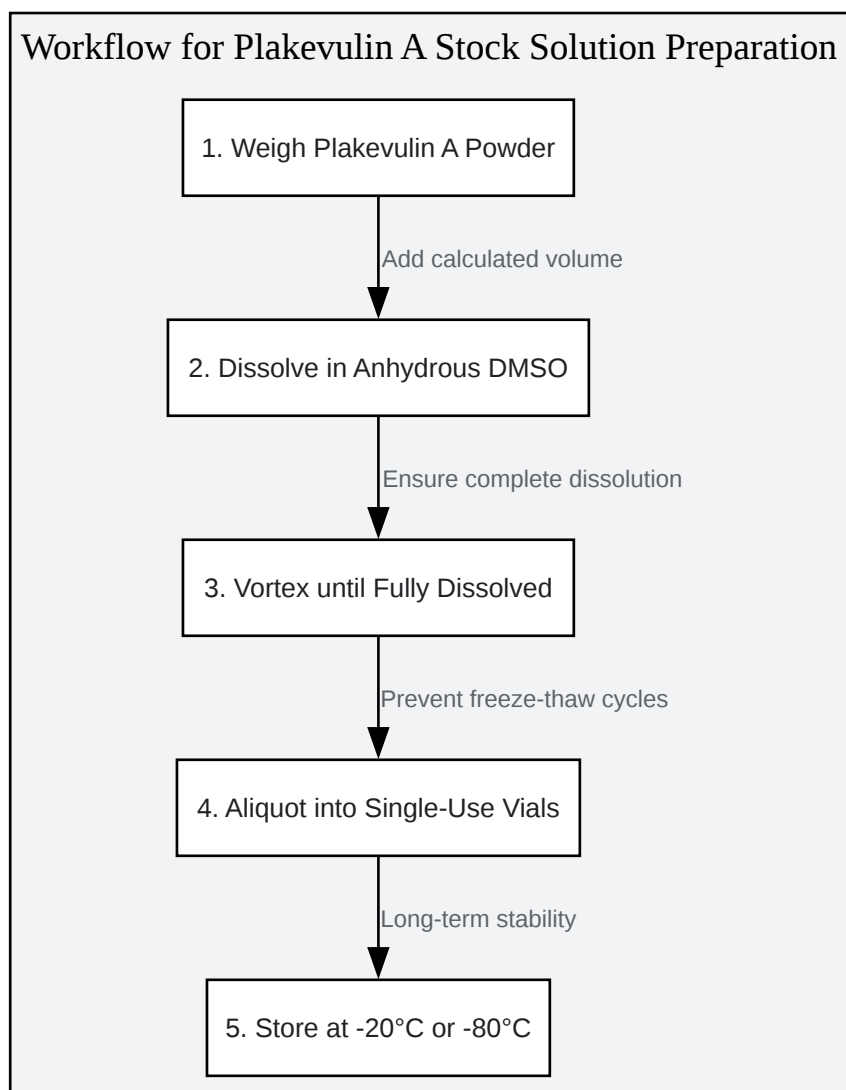 Workflow for Plakevulin A Stock Solution Preparation
1. Weigh Plakevulin A Powder
Add calculated volume
2. Dissolve in Anhydrous DMSO
Ensure complete dissolution
3. Vortex until Fully Dissolved
Prevent freeze-thaw cycles
4. Aliquot into Single-Use Vials
Long-term stability
5. Store at -20°C or -80°C